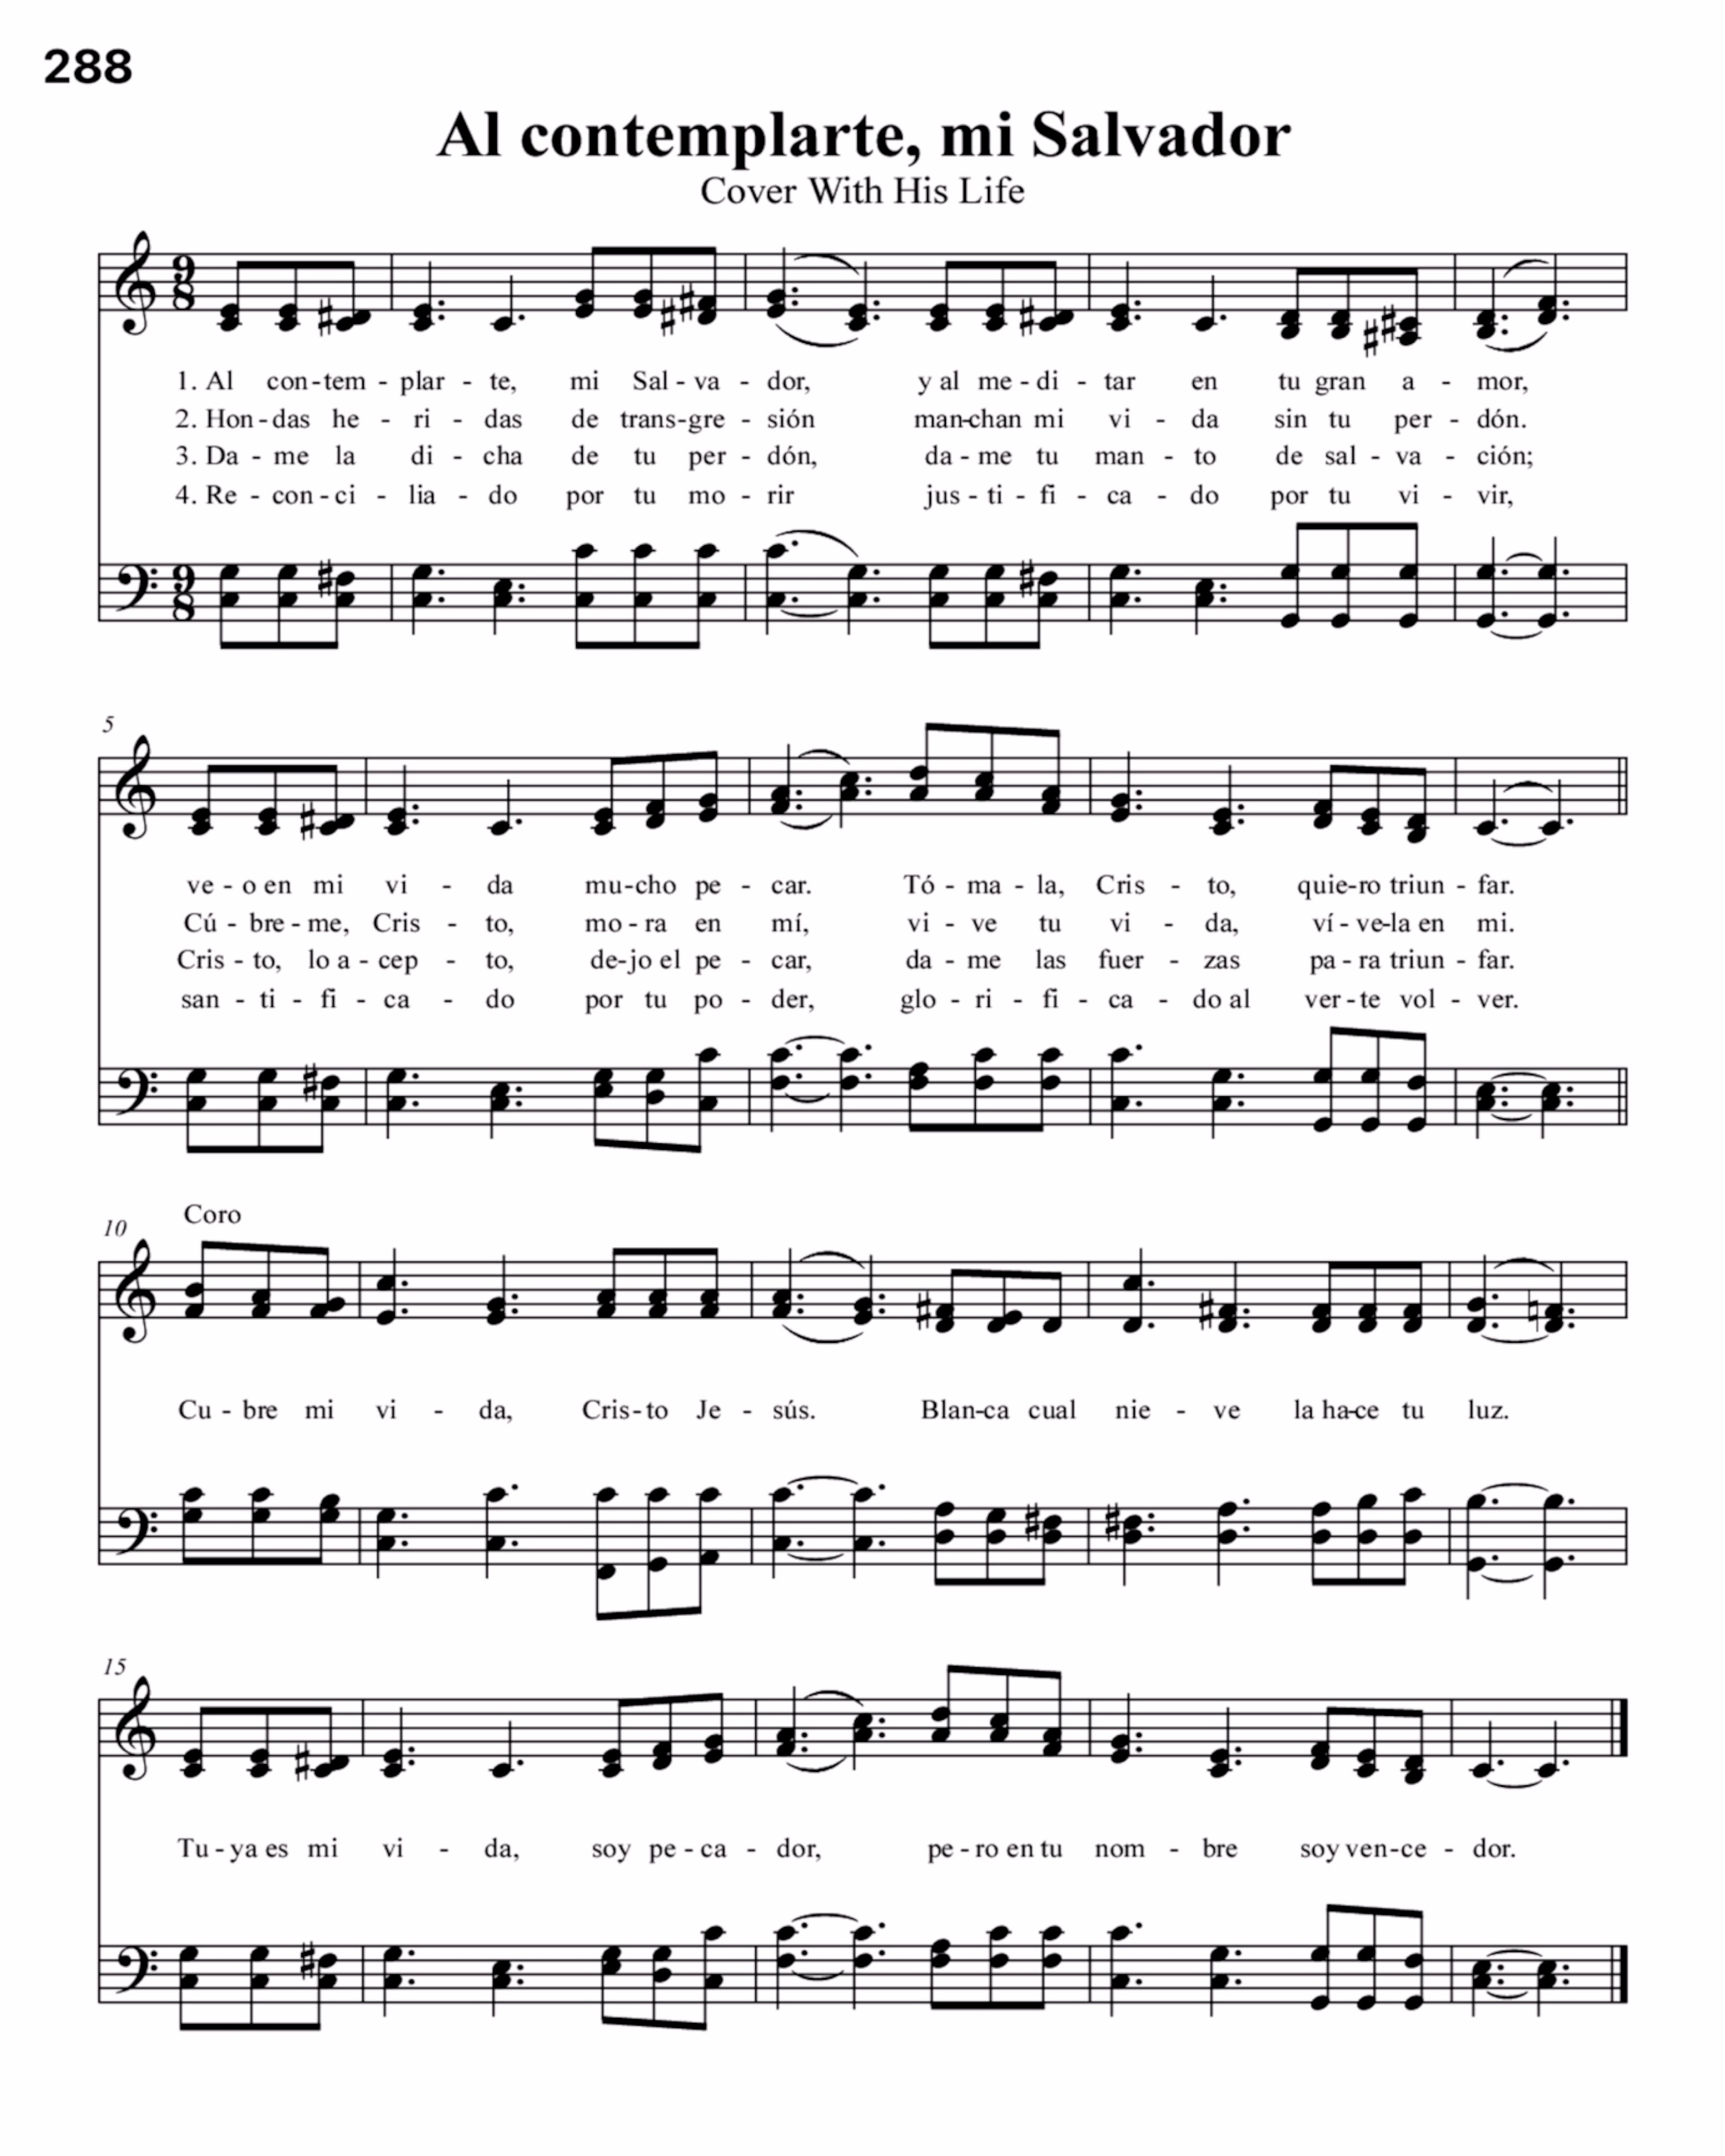 288
Al contemplarte, mi Salvador
Cover With His Life
9 8
1. Al con - tem - plar - te, mi Sal - va - dor, y al me - di - tar en tu gran a - mor,
2. Hon - das he - ri - das de trans - gre - sión man - chan mi vi - da sin tu per - dón.
3. Da - me la di - cha de tu per - dón, da - me tu man - to de sal - va - ción;
4. Re - con - ci - lia - do por tu mo - rir jus - ti - fi - ca - do por tu vi - vir,
9 8
5
ve - o en mi vi - da mu - cho pe - car. Tó - ma - la, Cris - to, quie - ro triun - far.
Cú - bre - me, Cris - to, mo - ra en mí, vi - ve tu vi - da, ví - ve - la en mi.
Cris - to, lo a - cep - to, de - jo el pe - car, da - me las fuer - zas pa - ra triun - far.
san - ti - fi - ca - do por tu po - der, glo - ri - fi - ca - do al ver - te vol - ver.
10
Coro
Cu - bre mi vi - da, Cris - to Je - sús. Blan - ca cual nie - ve la ha - ce tu luz.
15
Tu - ya es mi vi - da, soy pe - ca - dor, pe - ro en tu nom - bre soy ven - ce - dor.